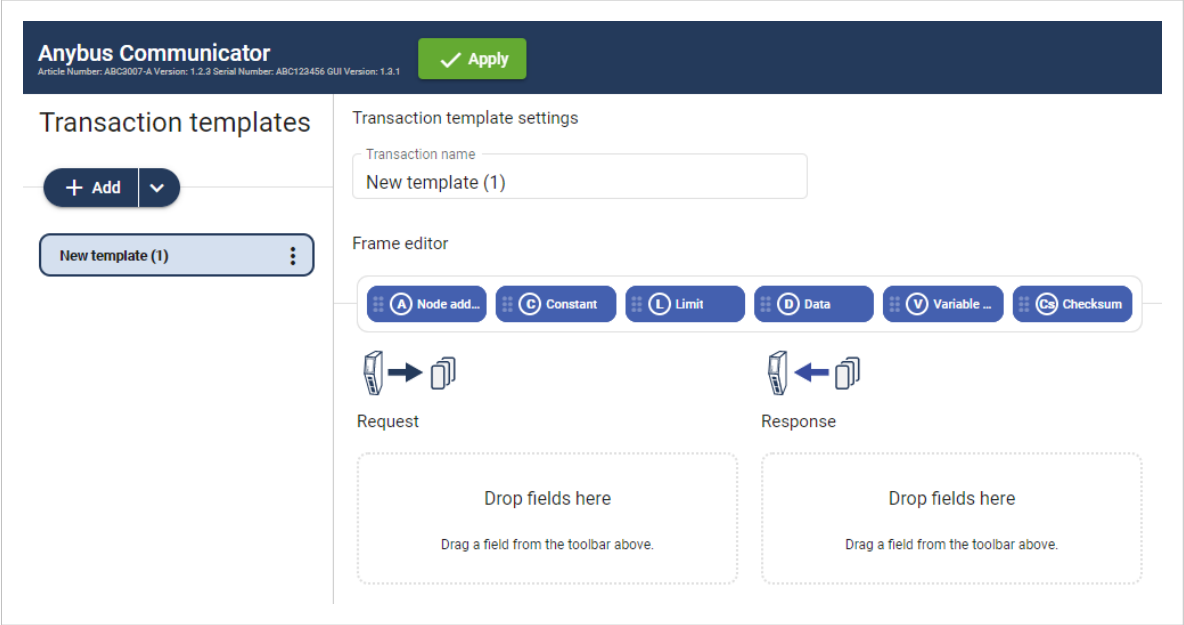 Anybus Communicator
Article Number: ABC3007-A Version: 1.2.3 Serial Number: ABC123456 GUI Version: 1.3.1
Apply
Transaction templates
Add
New template (1)
Transaction template settings
Transaction name
New template (1)
Frame editor
A Node add... C Constant L Limit D Data V Variable ... Cs Checksum
Request
Response
Drop fields here
Drag a field from the toolbar above.
Drop fields here
Drag a field from the toolbar above.